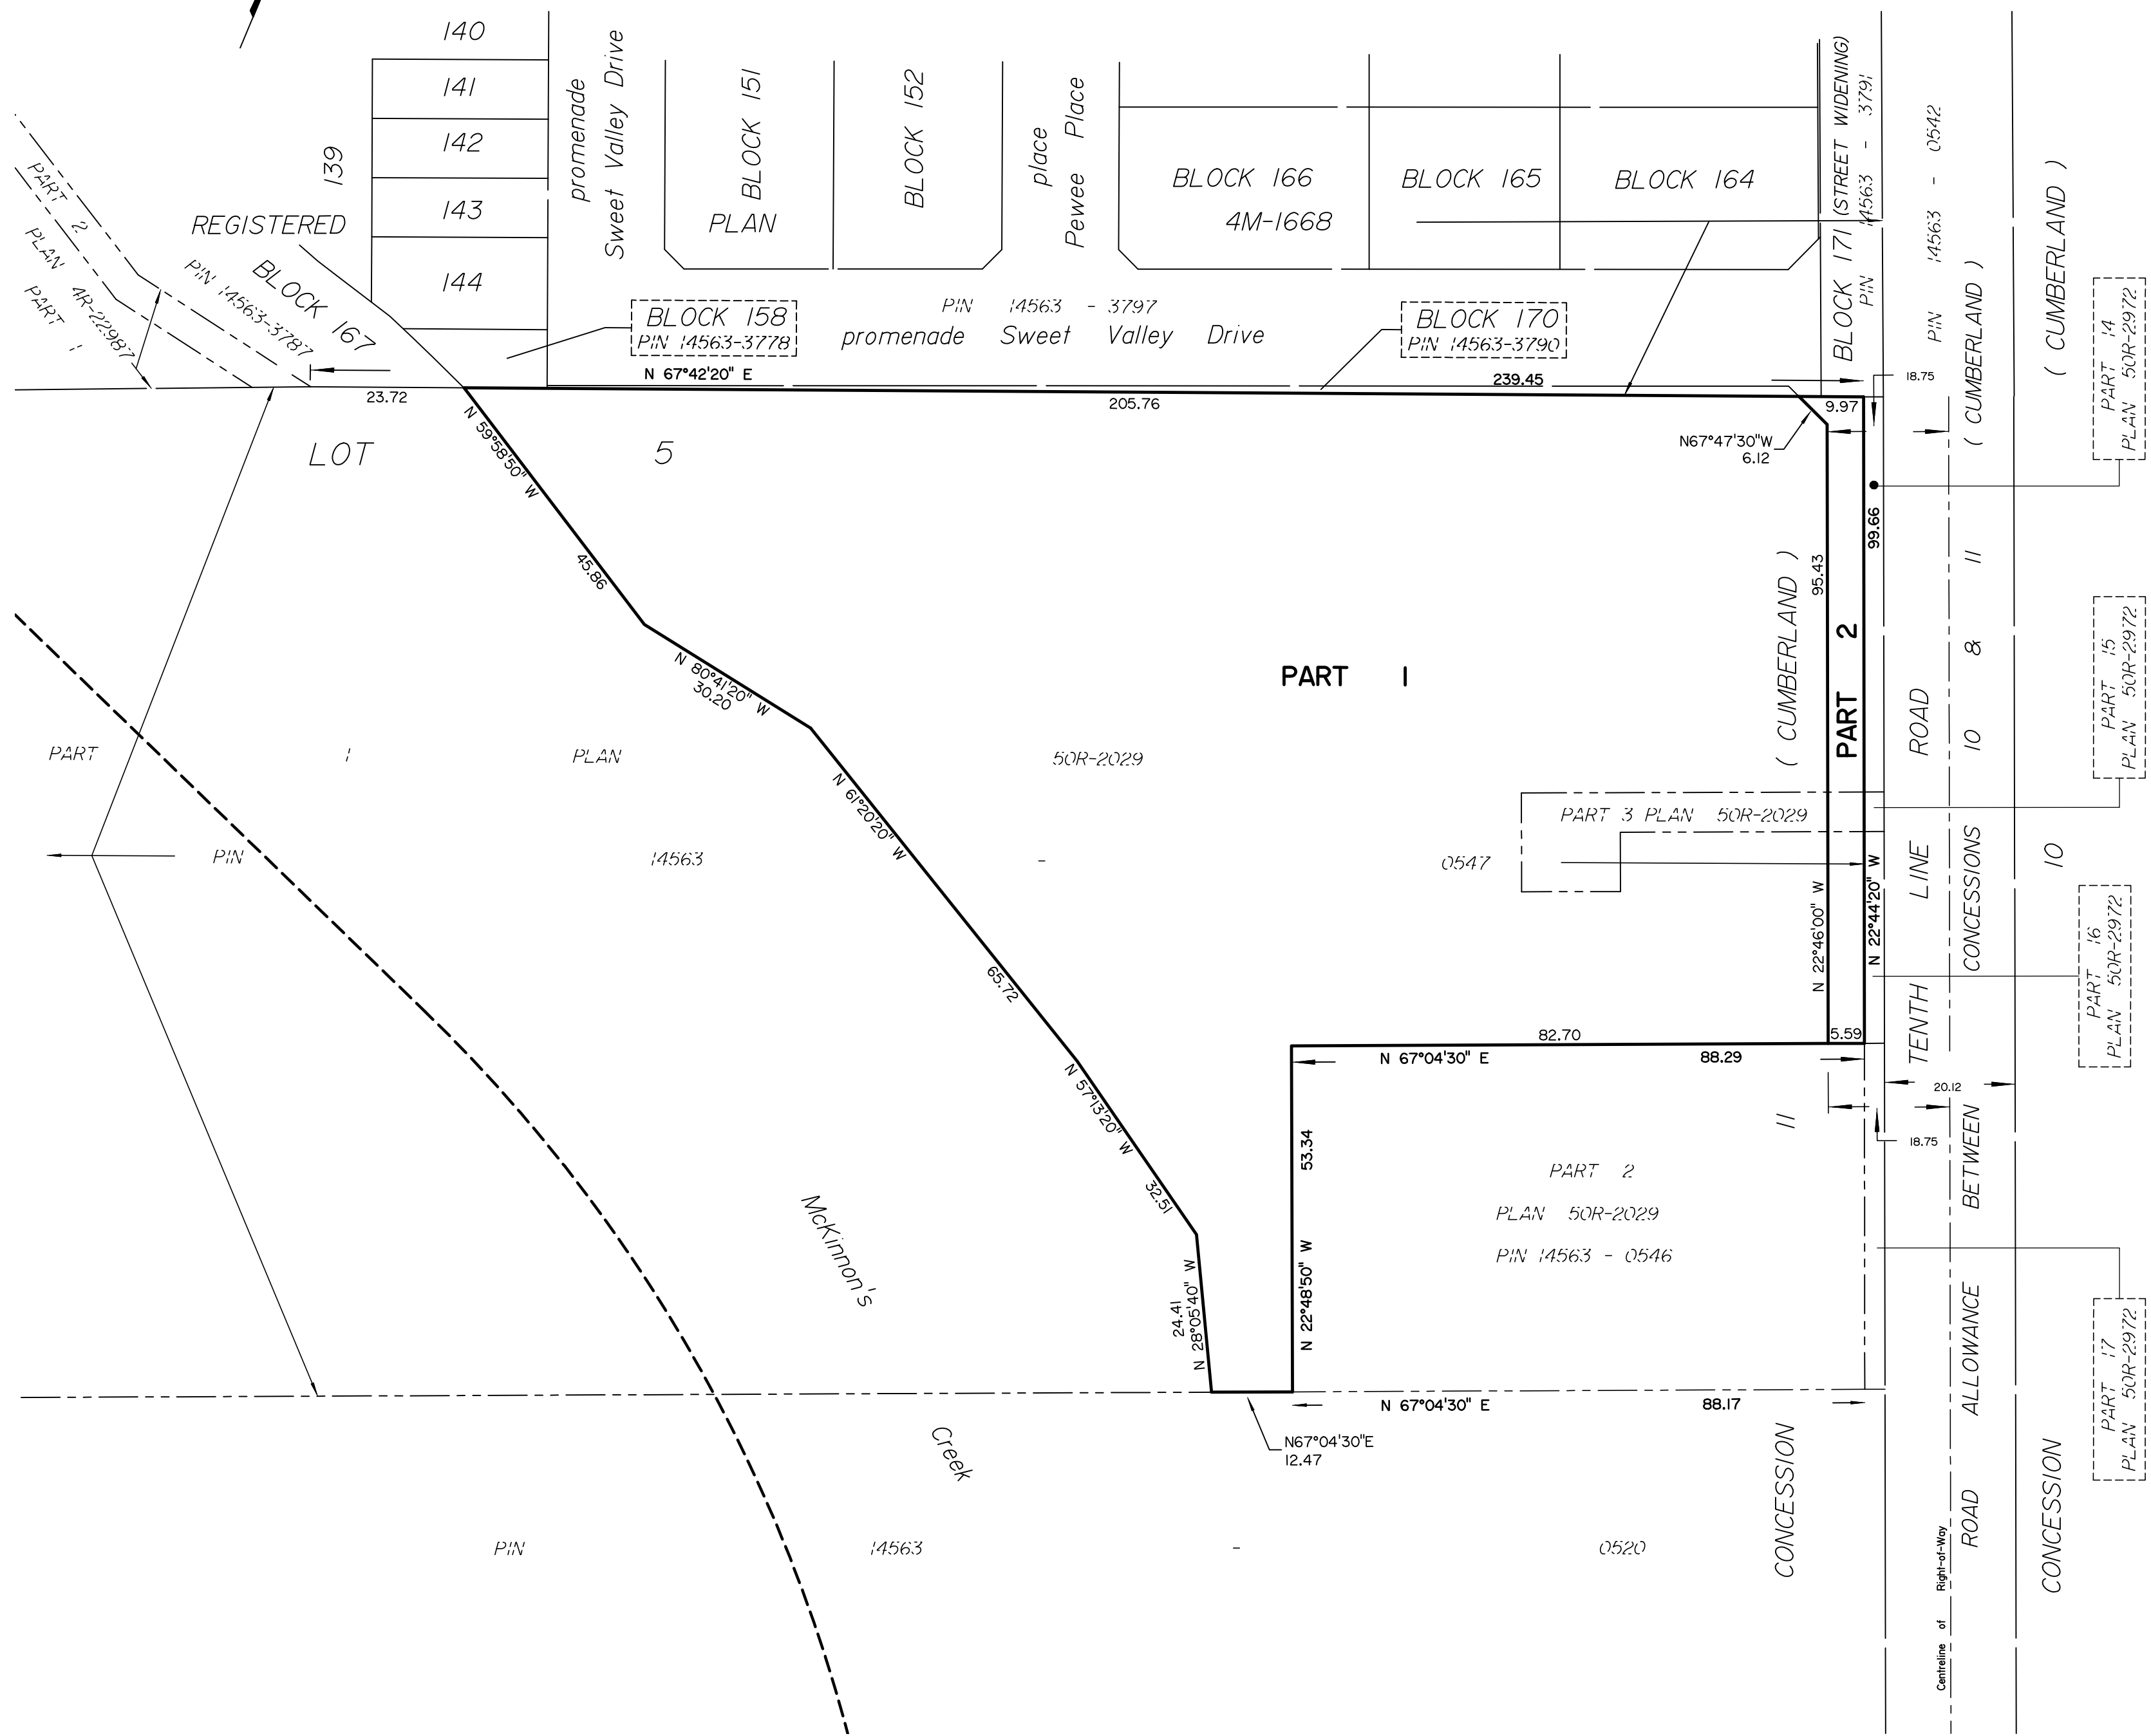 140
141
142
143
144
139
promenade
Sweet Valley Drive
BLOCK 151
BLOCK 152
PLAN
place
Pewee Place
BLOCK 166
4M-1668
BLOCK 165
BLOCK 164
BLOCK 171 (STREET WIDENING)
PIN 14563 - 3791
PIN 14563 - 0542
( CUMBERLAND )
( CUMBERLAND )
REGISTERED
BLOCK 167
PIN 14563-3787
PART 2
PLAN 4R-22987
PART 1
BLOCK 158
PIN 14563-3778
PIN 14563 - 3797
promenade Sweet Valley Drive
BLOCK 170
PIN 14563-3790
N 67°42'20" E
239.45
23.72
205.76
9.97
18.75
N67°47'30"W
6.12
LOT 5
N 59°58'50" W
45.86
N 80°41'20" W
30.20
N 61°20'20" W
65.72
N 57°13'20" W
32.51
N 28°05'40" W
24.41
PART 1
( CUMBERLAND )
PART 2
95.43
N 22°46'00" W
99.66
N 22°44'20" W
PART 1 PLAN 50R-2029
PART 3 PLAN 50R-2029
PIN 14563 - 0547
82.70
5.59
N 67°04'30" E
88.29
20.12
18.75
53.34
N 22°48'50" W
PART 2
PLAN 50R-2029
PIN 14563 - 0546
N 67°04'30" E
88.17
N67°04'30"E
12.47
McKinnon's
Creek
PIN 14563 - 0520
CONCESSION 11
TENTH LINE ROAD
ROAD ALLOWANCE BETWEEN CONCESSIONS 10 & 11
CONCESSION 10
Centreline of Right-of-Way
PART 14
PLAN 50R-2972
PART 15
PLAN 50R-2972
PART 16
PLAN 50R-2972
PART 17
PLAN 50R-2972